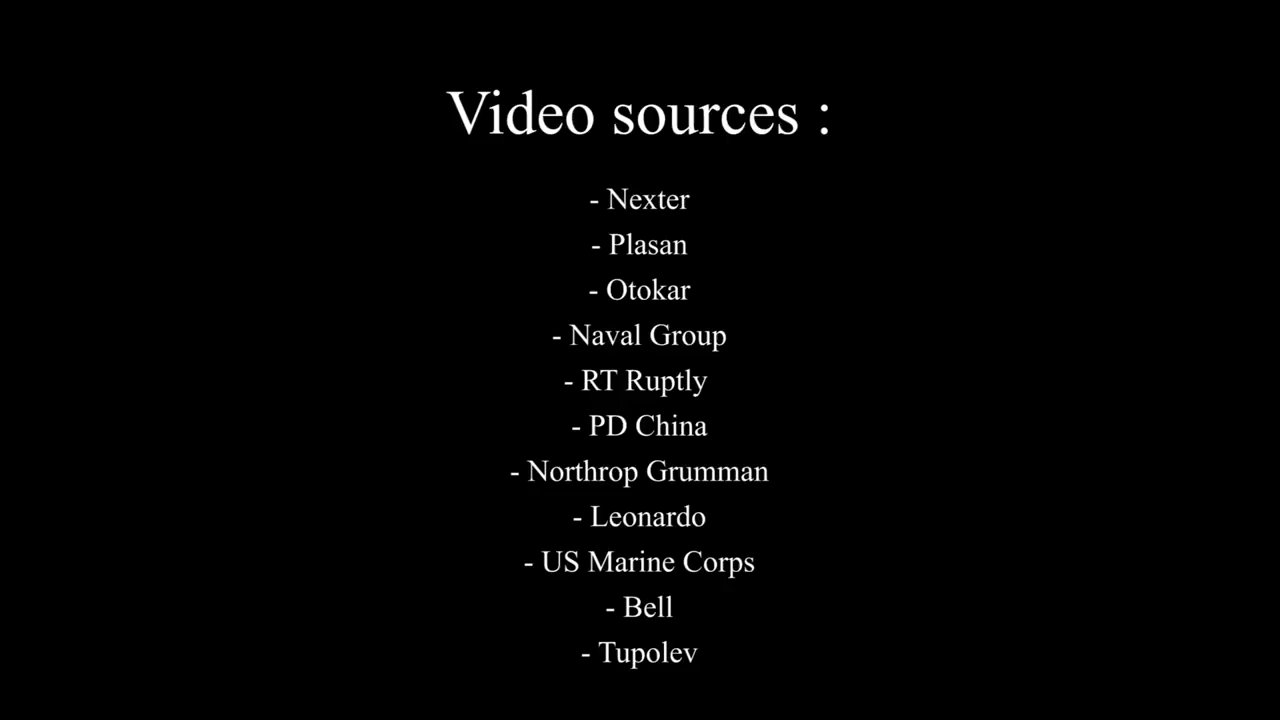 Video sources :
- Nexter
- Plasan
- Otokar
- Naval Group
- RT Ruptly
- PD China
- Northrop Grumman
- Leonardo
- US Marine Corps
- Bell
- Tupolev